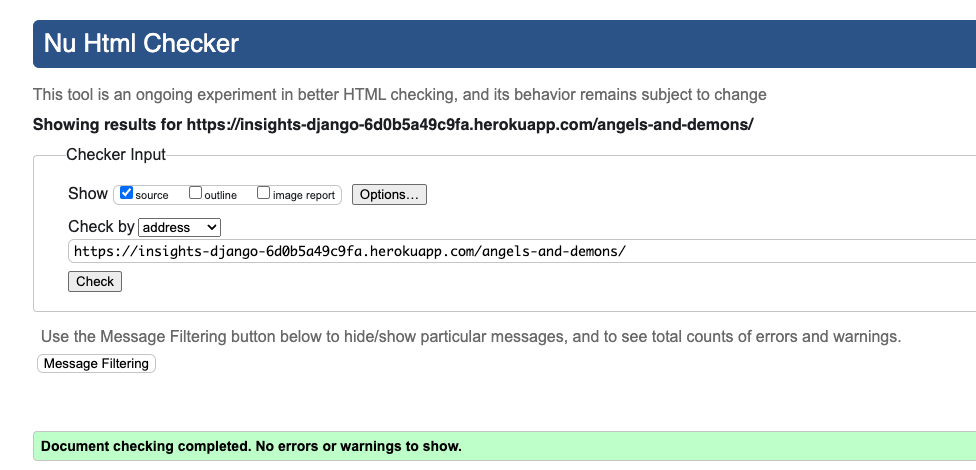 Nu Html Checker
This tool is an ongoing experiment in better HTML checking, and its behavior remains subject to change
Showing results for https://insights-django-6d0b5a49c9fa.herokuapp.com/angels-and-demons/
Checker Input
Show source outline image report Options...
Check by address
https://insights-django-6d0b5a49c9fa.herokuapp.com/angels-and-demons/
Check
Use the Message Filtering button below to hide/show particular messages, and to see total counts of errors and warnings.
Message Filtering
Document checking completed. No errors or warnings to show.